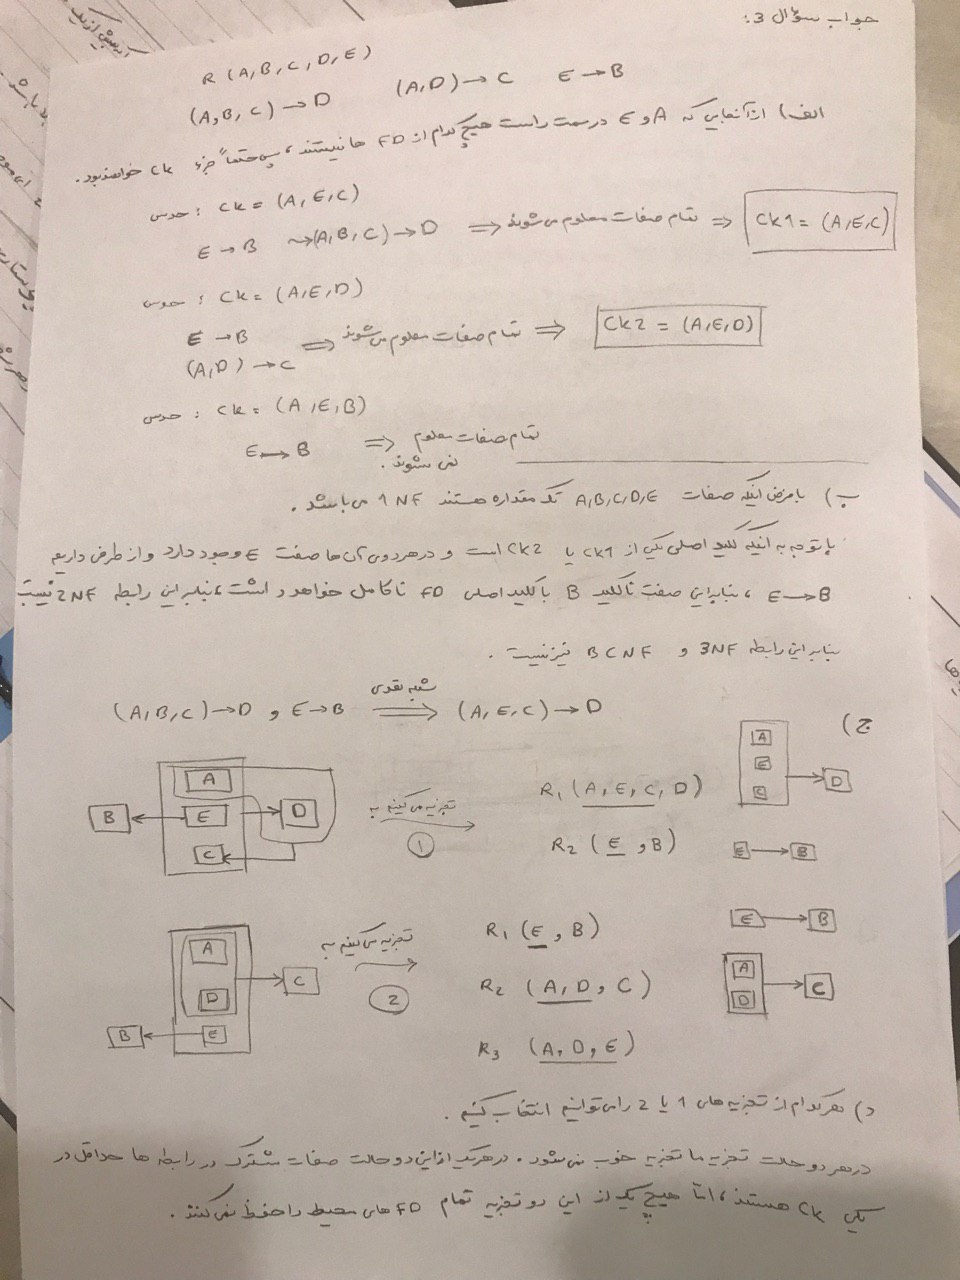 جواب سؤال 3:
R (A, B, C, D, E)
(A, B, C) → D    (A, D) → C    E → B
الف) از آنجایی که A و E در سمت راست هیچ کدام از FD ها نیستند، پس حتماً جزء CK خواهند بود.
حدس : CK = (A, E, C)
E → B ⤳ (A, B, C) → D ⟹ تمام صفات معلوم می شوند ⟹ CK1 = (A, E, C)
حدس : CK = (A, E, D)
E → B
(A, D) → C ⟹ تمام صفات معلوم می شوند ⟹ CK2 = (A, E, D)
حدس : CK = (A, E, B)
E → B ⟹ تمام صفات معلوم
نمی شوند.
ب) با فرض اینکه صفات A, B, C, D, E تک مقداره هستند 1NF می باشد.
با توجه به اینکه کلید اصلی یکی از CK1 یا CK2 است و در هر دوی آن ها صفت E وجود دارد و از طرفی داریم
E → B ، بنابراین صفت ناکلید B با کلید اصلی FD ناکامل خواهد داشت، بنابراین رابطه 2NF نیست
بنابراین رابطه 3NF و BCNF نیز نیست.
ج)
(A, B, C) → D و E → B ⟹ شبه تعدی (A, E, C) → D
A
B E D
C
تجزیه می کنیم به
1
R1 (A, E, C, D)
R2 (E, B)
A
E
C
D
E → B
A
D
C
B E
تجزیه می کنیم به
2
R1 (E, B)
R2 (A, D, C)
R3 (A, D, E)
E → B
A
D
C
د) هر کدام از تجزیه های 1 یا 2 را می توانیم انتخاب کنیم.
در هر دو حالت تجزیه ما تجزیه خوب نمی شود. در هر یک از این دو حالت صفات مشترک در رابطه ها حداقل در
یکی CK هستند، اما هیچ یک از این دو تجزیه تمام FD های محیط را حفظ نمی کنند.